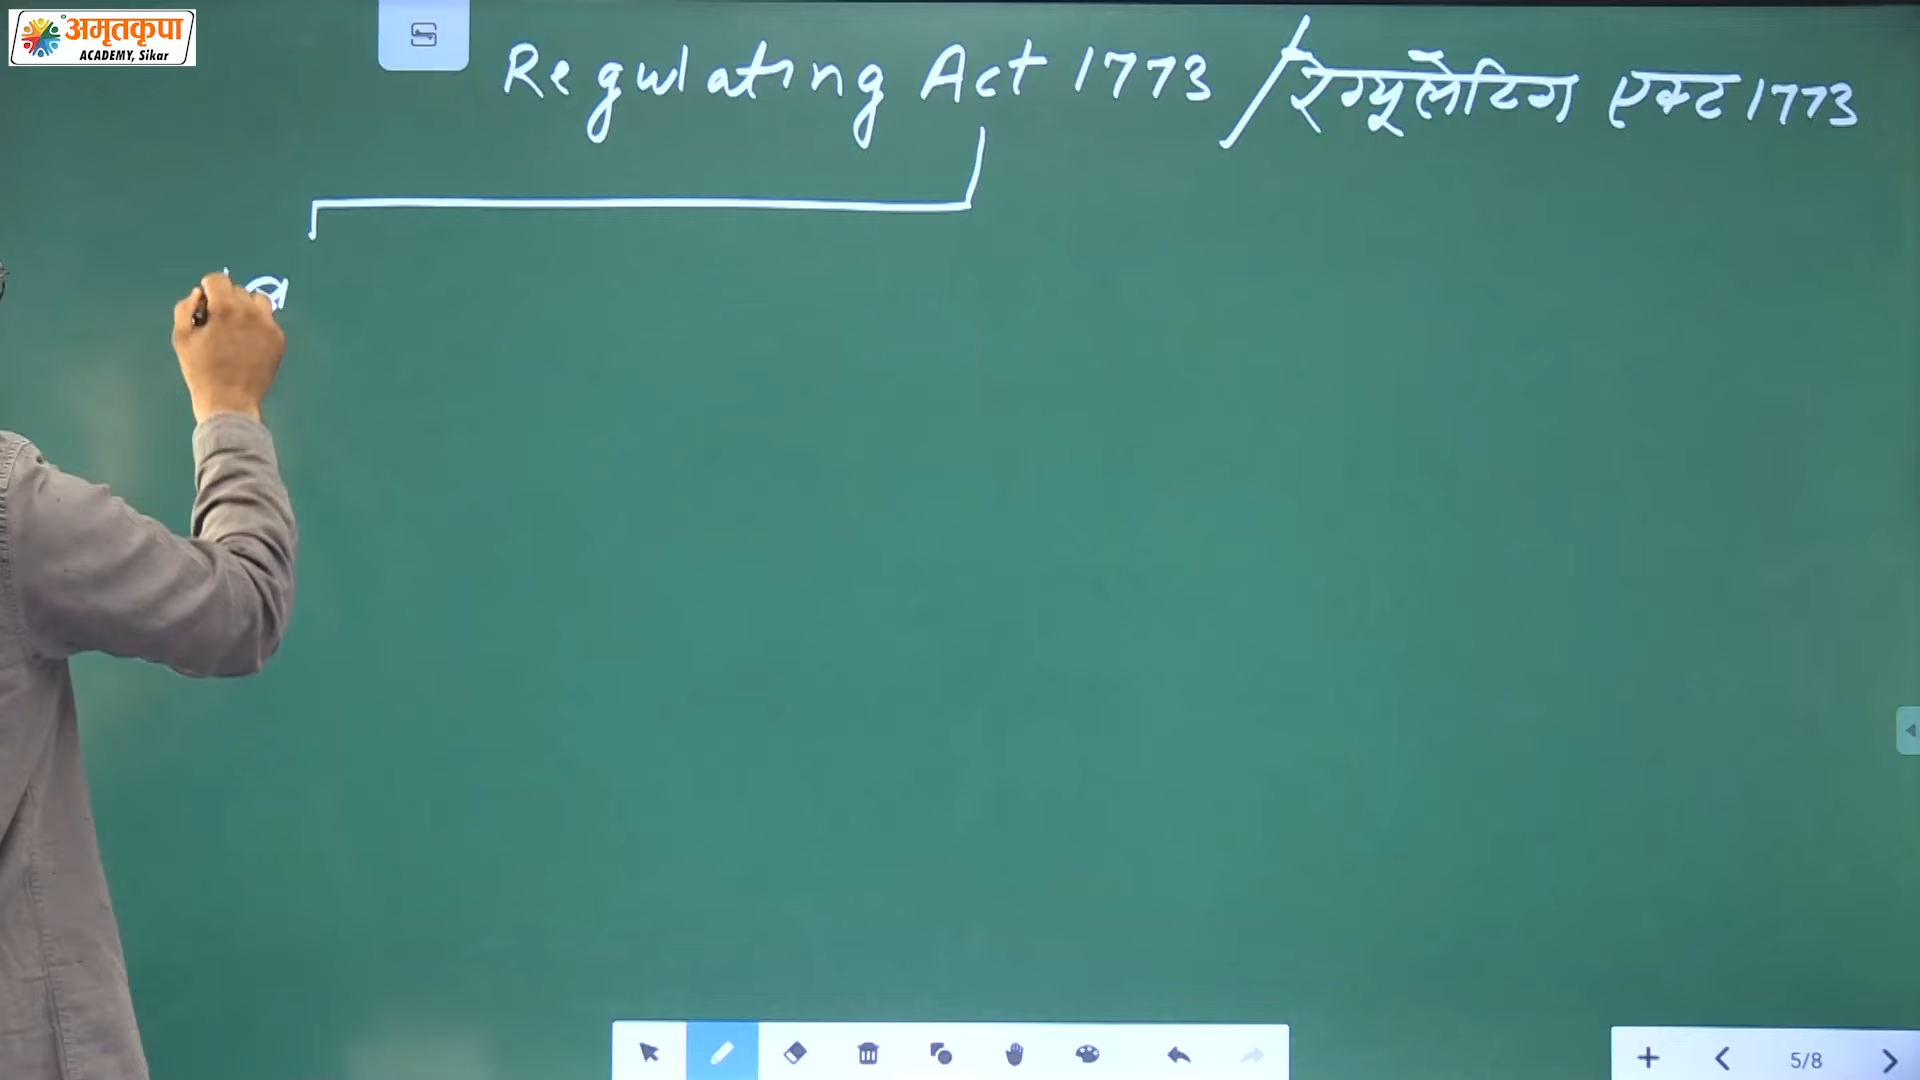 अमृतकृपा
ACADEMY, Sikar
Regulating Act 1773 / रेग्यूलेटिंग एक्ट 1773
5/8